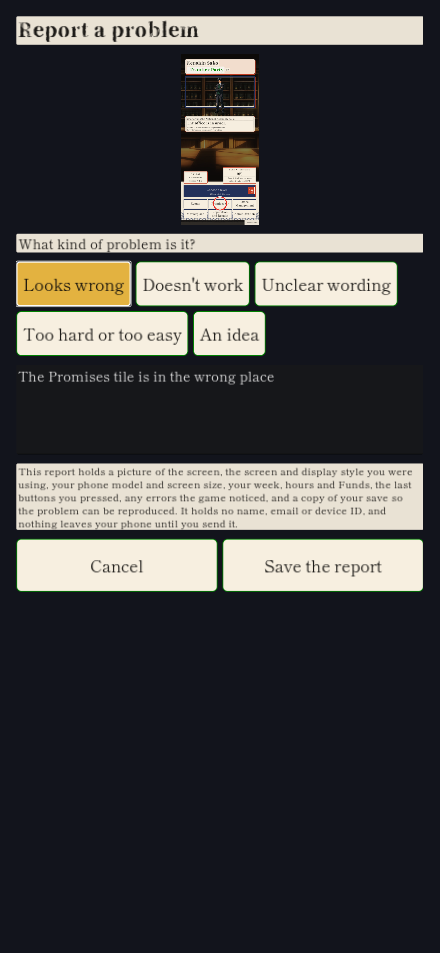 Report a problem
What kind of problem is it?
Looks wrong
Doesn't work
Unclear wording
Too hard or too easy
An idea
The Promises tile is in the wrong place
This report holds a picture of the screen, the screen and display style you were
using, your phone model and screen size, your week, hours and Funds, the last
buttons you pressed, any errors the game noticed, and a copy of your save so
the problem can be reproduced. It holds no name, email or device ID, and
nothing leaves your phone until you send it.
Cancel
Save the report